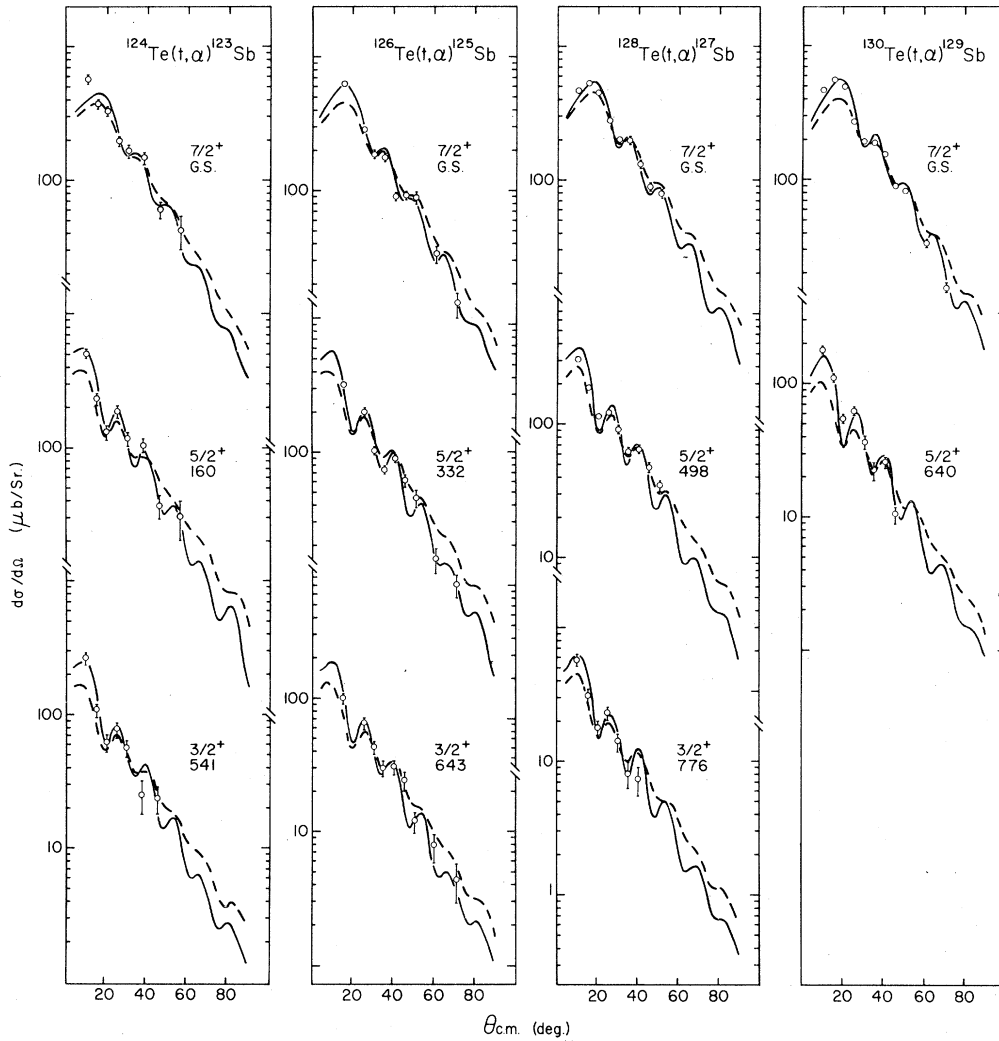 ¹²⁴Te(t,α)¹²³Sb
7/2⁺
G.S.
100
5/2⁺
160
100
3/2⁺
541
100
10
20 40 60 80
¹²⁶Te(t,α)¹²⁵Sb
7/2⁺
G.S.
100
5/2⁺
332
100
3/2⁺
643
100
10
20 40 60 80
¹²⁸Te(t,α)¹²⁷Sb
7/2⁺
G.S.
100
5/2⁺
498
100
10
3/2⁺
776
10
1
20 40 60 80
¹³⁰Te(t,α)¹²⁹Sb
7/2⁺
G.S.
100
5/2⁺
640
100
10
20 40 60 80
dσ/dΩ (μb/Sr.)
θc.m. (deg.)